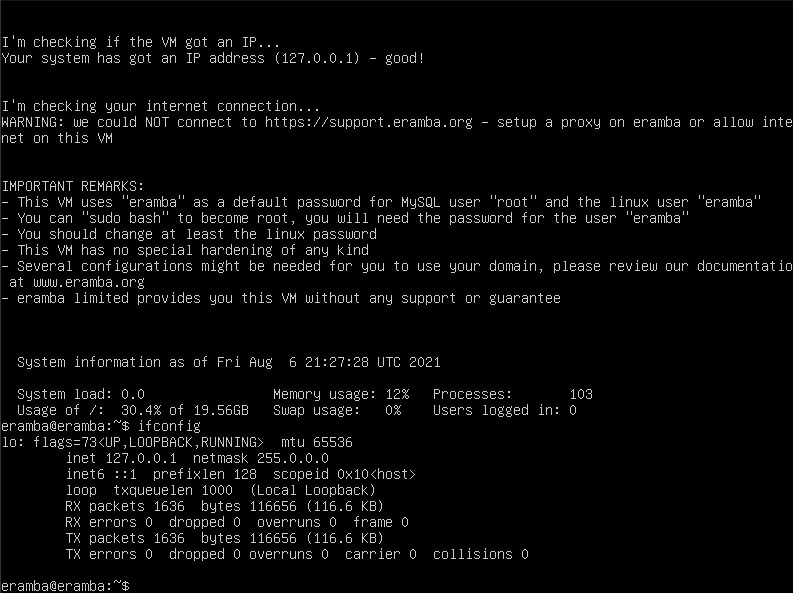 I'm checking if the VM got an IP...
Your system has got an IP address (127.0.0.1) - good!
I'm checking your internet connection...
WARNING: we could NOT connect to https://support.eramba.org - setup a proxy on eramba or allow inte
net on this VM
IMPORTANT REMARKS:
- This VM uses "eramba" as a default password for MySQL user "root" and the linux user "eramba"
- You can "sudo bash" to become root, you will need the password for the user "eramba"
- You should change at least the linux password
- This VM has no special hardening of any kind
- Several configurations might be needed for you to use your domain, please review our documentatio
 at www.eramba.org
- eramba limited provides you this VM without any support or guarantee
  System information as of Fri Aug  6 21:27:28 UTC 2021
  System load: 0.0                Memory usage: 12%   Processes:       103
  Usage of /:  30.4% of 19.56GB   Swap usage:   0%    Users logged in: 0
eramba@eramba:~$ ifconfig
lo: flags=73<UP,LOOPBACK,RUNNING>  mtu 65536
        inet 127.0.0.1  netmask 255.0.0.0
        inet6 ::1  prefixlen 128  scopeid 0x10<host>
        loop  txqueuelen 1000  (Local Loopback)
        RX packets 1636  bytes 116656 (116.6 KB)
        RX errors 0  dropped 0  overruns 0  frame 0
        TX packets 1636  bytes 116656 (116.6 KB)
        TX errors 0  dropped 0 overruns 0  carrier 0  collisions 0
eramba@eramba:~$